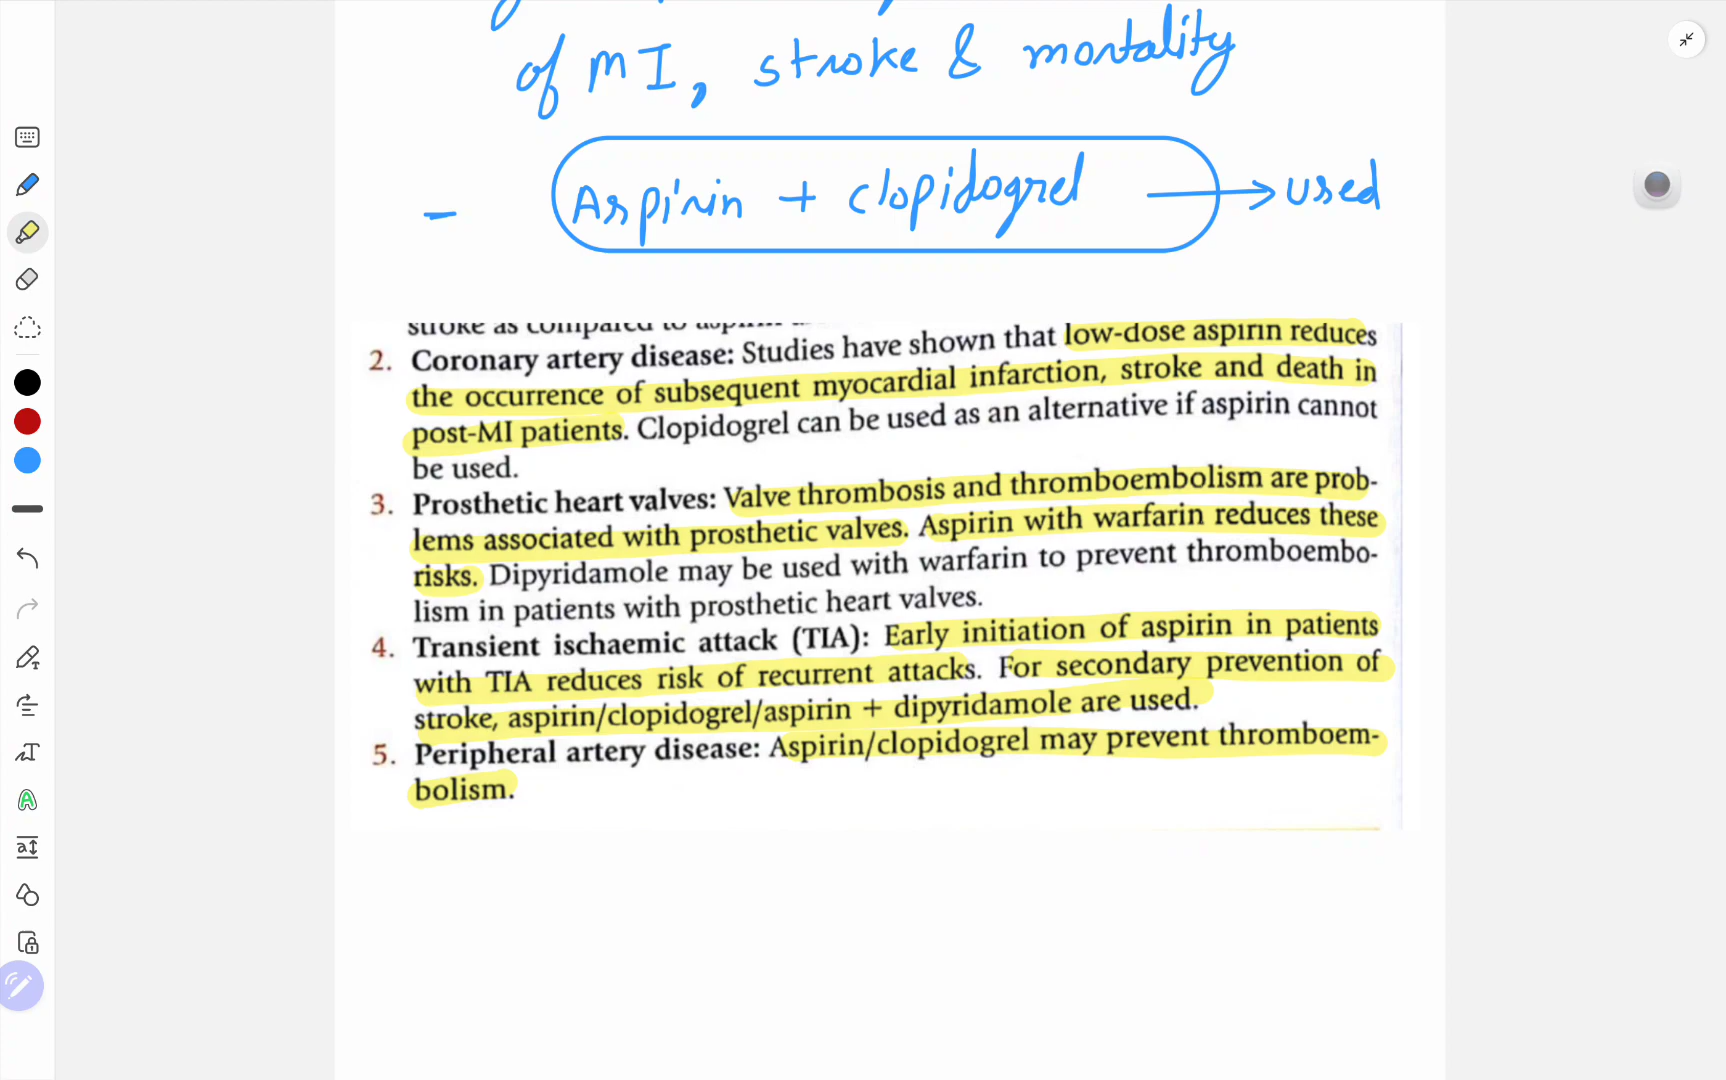 of MI, stroke & mortality
- Aspirin + clopidogrel → used
stroke as compared to
2. Coronary artery disease: Studies have shown that low-dose aspirin reduces
the occurrence of subsequent myocardial infarction, stroke and death in
post-MI patients. Clopidogrel can be used as an alternative if aspirin cannot
be used.
3. Prosthetic heart valves: Valve thrombosis and thromboembolism are prob-
lems associated with prosthetic valves. Aspirin with warfarin reduces these
risks. Dipyridamole may be used with warfarin to prevent thromboembo-
lism in patients with prosthetic heart valves.
4. Transient ischaemic attack (TIA): Early initiation of aspirin in patients
with TIA reduces risk of recurrent attacks. For secondary prevention of
stroke, aspirin/clopidogrel/aspirin + dipyridamole are used.
5. Peripheral artery disease: Aspirin/clopidogrel may prevent thromboem-
bolism.